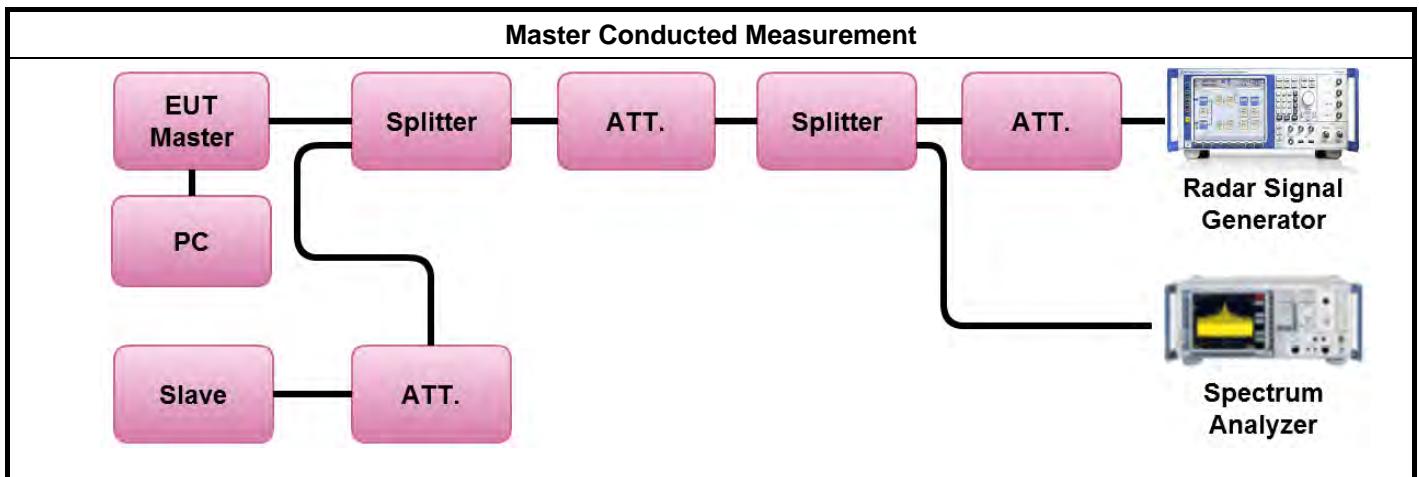 Master Conducted Measurement
EUT
Master
Splitter
ATT.
Splitter
ATT.
Radar Signal
Generator
PC
Slave
ATT.
Spectrum
Analyzer